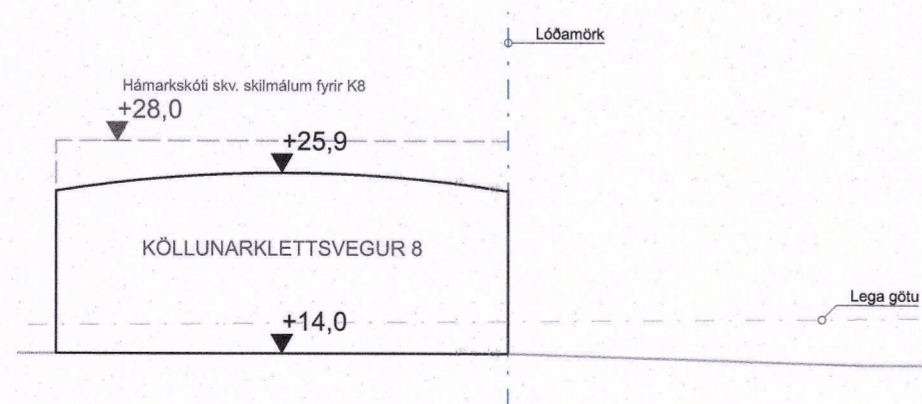 Lóðamörk
Hámarkskóti skv. skilmálum fyrir K8
+28,0
+25,9
KÖLLUNARKLETTSVEGUR 8
Lega götu
+14,0